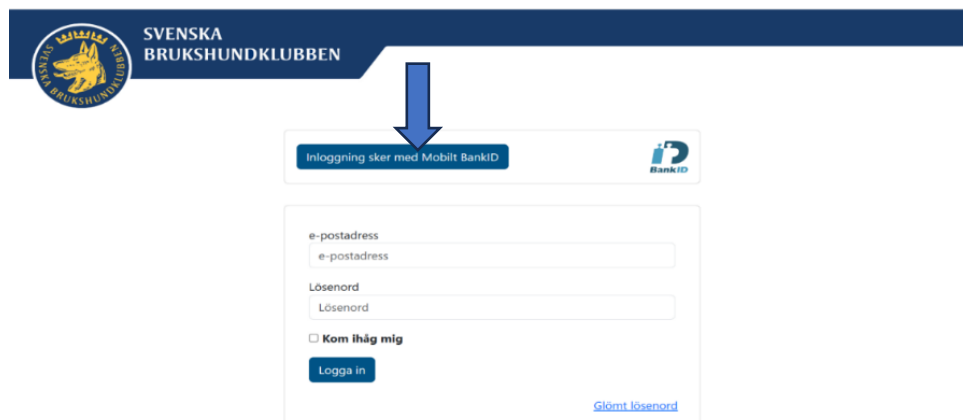 SVENSKA
BRUKSHUNDKLUBBEN
SVENSKA BRUKSHUNDKLUBBEN
Inloggning sker med Mobilt BankID
iD
BankID
e-postadress
e-postadress
Lösenord
Lösenord
Kom ihåg mig
Logga in
Glömt lösenord